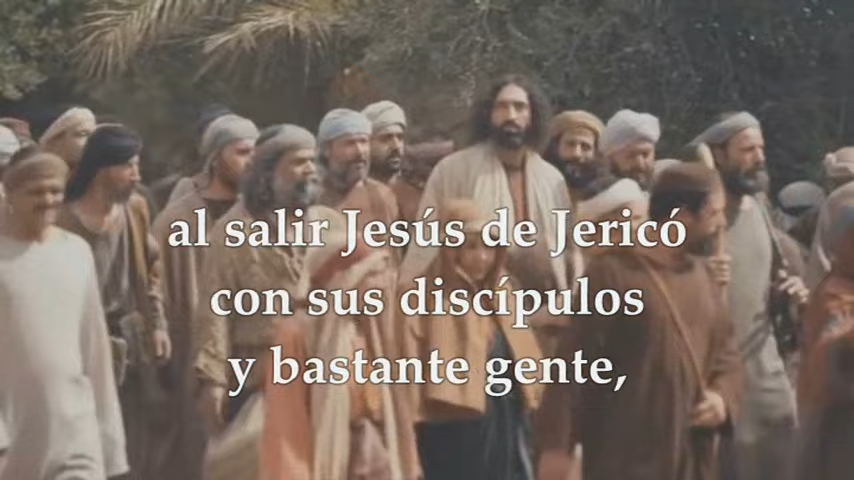 al salir Jesús de Jericó
con sus discípulos
y bastante gente,